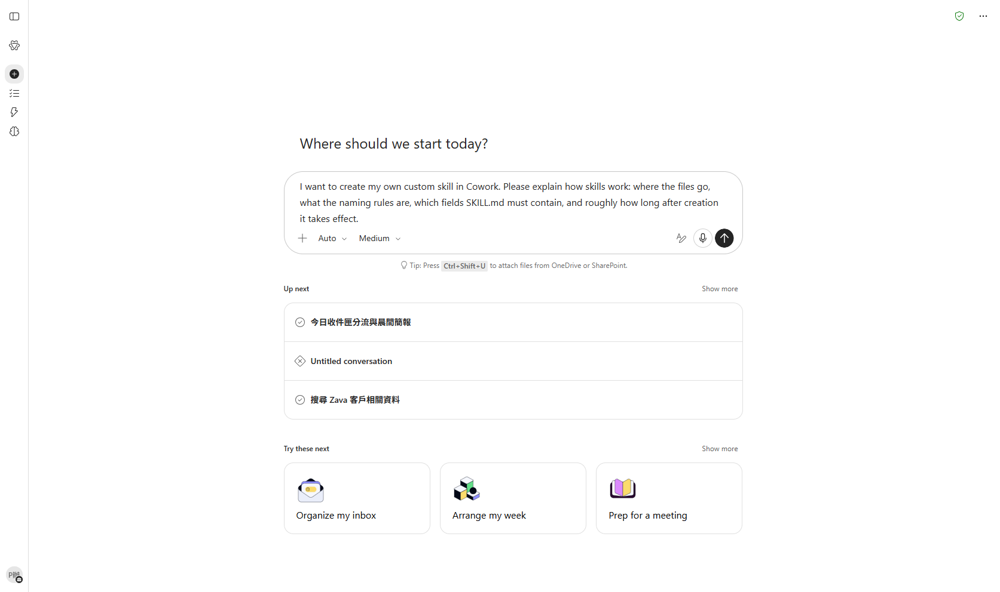 Where should we start today?
I want to create my own custom skill in Cowork. Please explain how skills work: where the files go,
what the naming rules are, which fields SKILL.md must contain, and roughly how long after creation
it takes effect.
Auto
Medium
Tip: Press Ctrl+Shift+U to attach files from OneDrive or SharePoint.
Up next
Show more
今日收件匣分流與晨間簡報
Untitled conversation
搜尋 Zava 客戶相關資料
Try these next
Show more
Organize my inbox
Arrange my week
Prep for a meeting
P辦